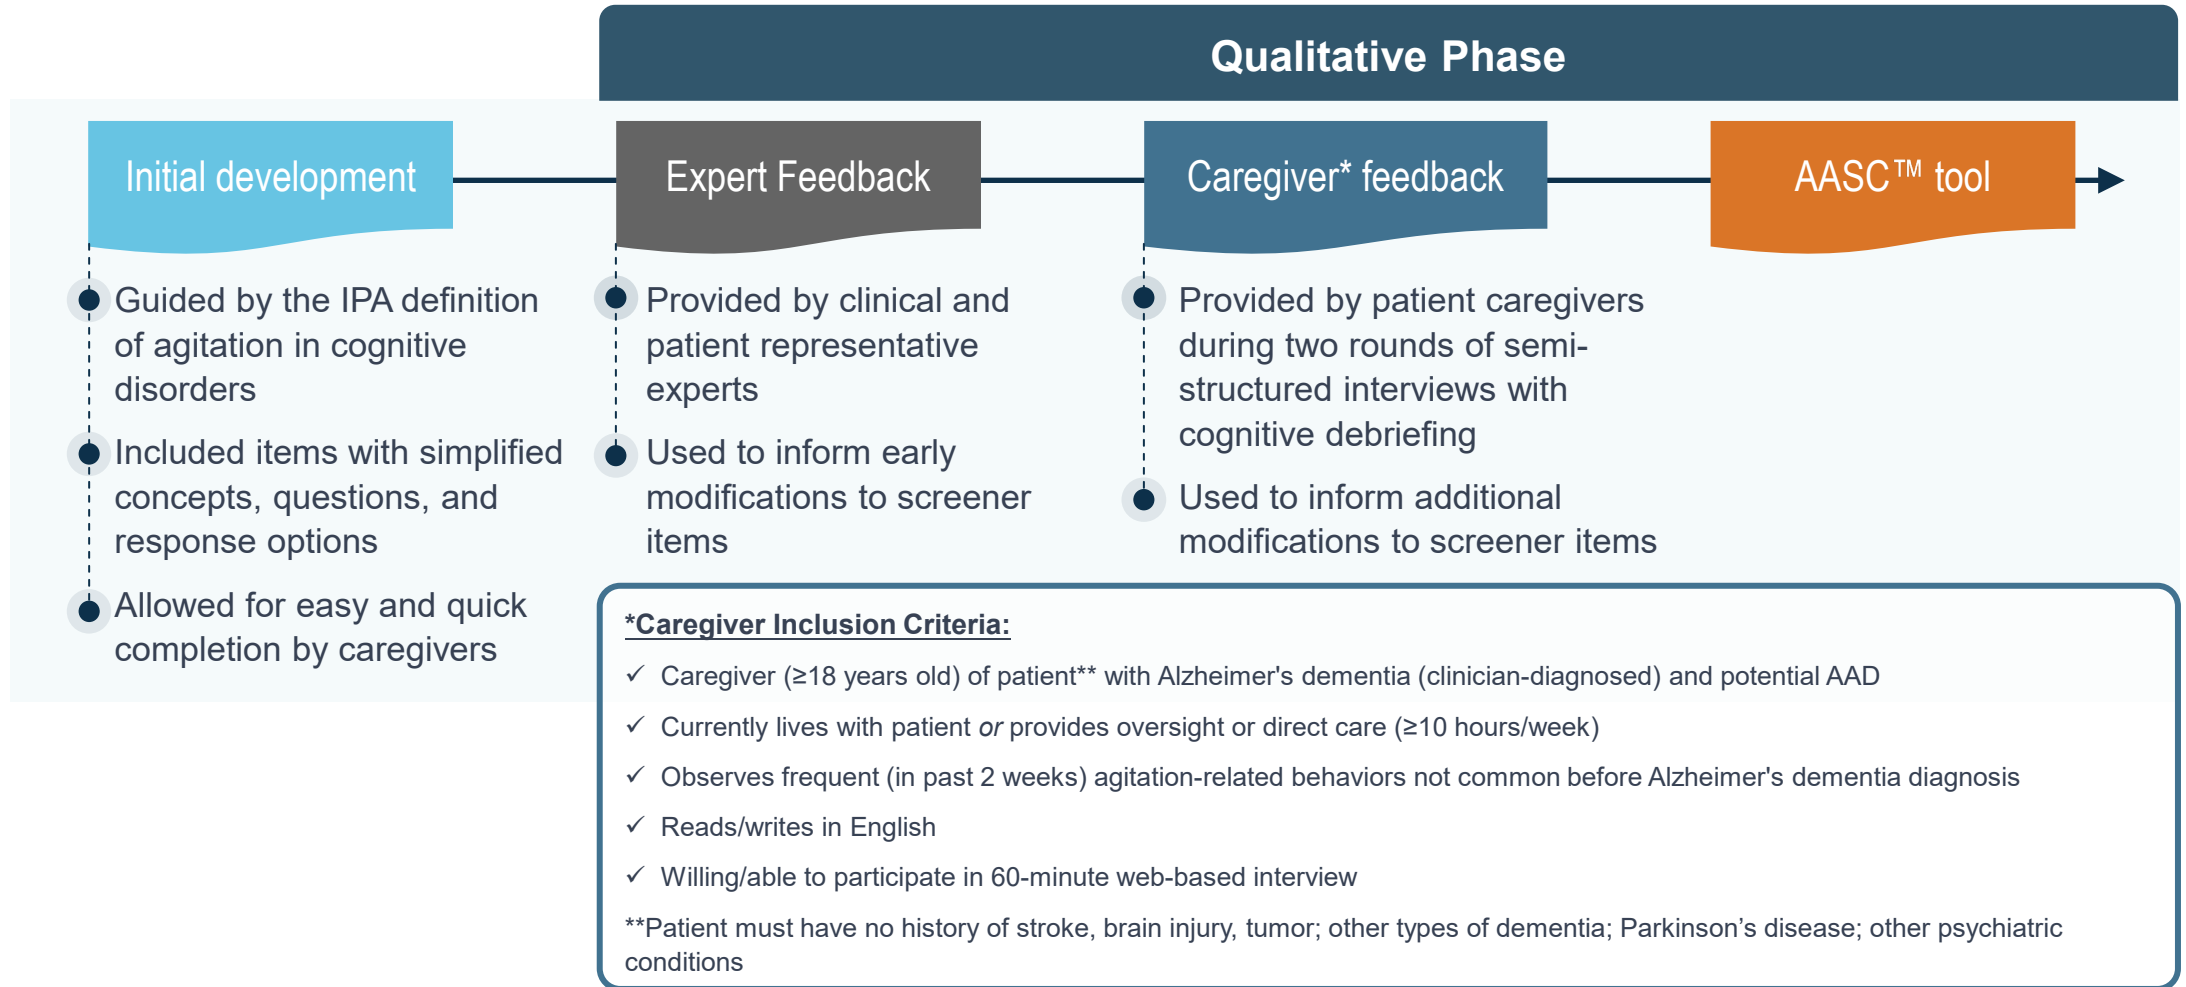 Qualitative Phase
Initial development
Expert Feedback
Caregiver* feedback
AASC™ tool
Guided by the IPA definition
of agitation in cognitive
disorders
Included items with simplified
concepts, questions, and
response options
Allowed for easy and quick
completion by caregivers
Provided by clinical and
patient representative
experts
Used to inform early
modifications to screener
items
Provided by patient caregivers
during two rounds of semi-
structured interviews with
cognitive debriefing
Used to inform additional
modifications to screener items
*Caregiver Inclusion Criteria:
✓ Caregiver (≥18 years old) of patient** with Alzheimer's dementia (clinician-diagnosed) and potential AAD
✓ Currently lives with patient or provides oversight or direct care (≥10 hours/week)
✓ Observes frequent (in past 2 weeks) agitation-related behaviors not common before Alzheimer's dementia diagnosis
✓ Reads/writes in English
✓ Willing/able to participate in 60-minute web-based interview
**Patient must have no history of stroke, brain injury, tumor; other types of dementia; Parkinson’s disease; other psychiatric
conditions